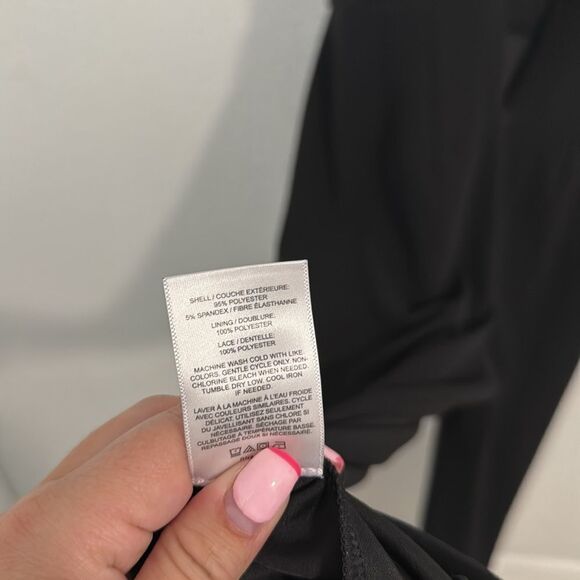 SHELL / COUCHE EXTÉRIEURE:
95% POLYESTER
5% SPANDEX / FIBRE ÉLASTHANNE
LINING / DOUBLURE:
100% POLYESTER
LACE / DENTELLE:
100% POLYESTER
MACHINE WASH COLD WITH LIKE
COLORS. GENTLE CYCLE ONLY. NON-
CHLORINE BLEACH WHEN NEEDED.
TUMBLE DRY LOW. COOL IRON
IF NEEDED.
LAVER À LA MACHINE À L'EAU FROIDE
AVEC COULEURS SIMILAIRES. CYCLE
DÉLICAT. UTILISEZ SEULEMENT
DU JAVELLISANT SANS CHLORE SI
NÉCESSAIRE. SÉCHAGE PAR
CULBUTAGE À TEMPÉRATURE BASSE.
REPASSAGE DOUX SI NÉCESSAIRE.